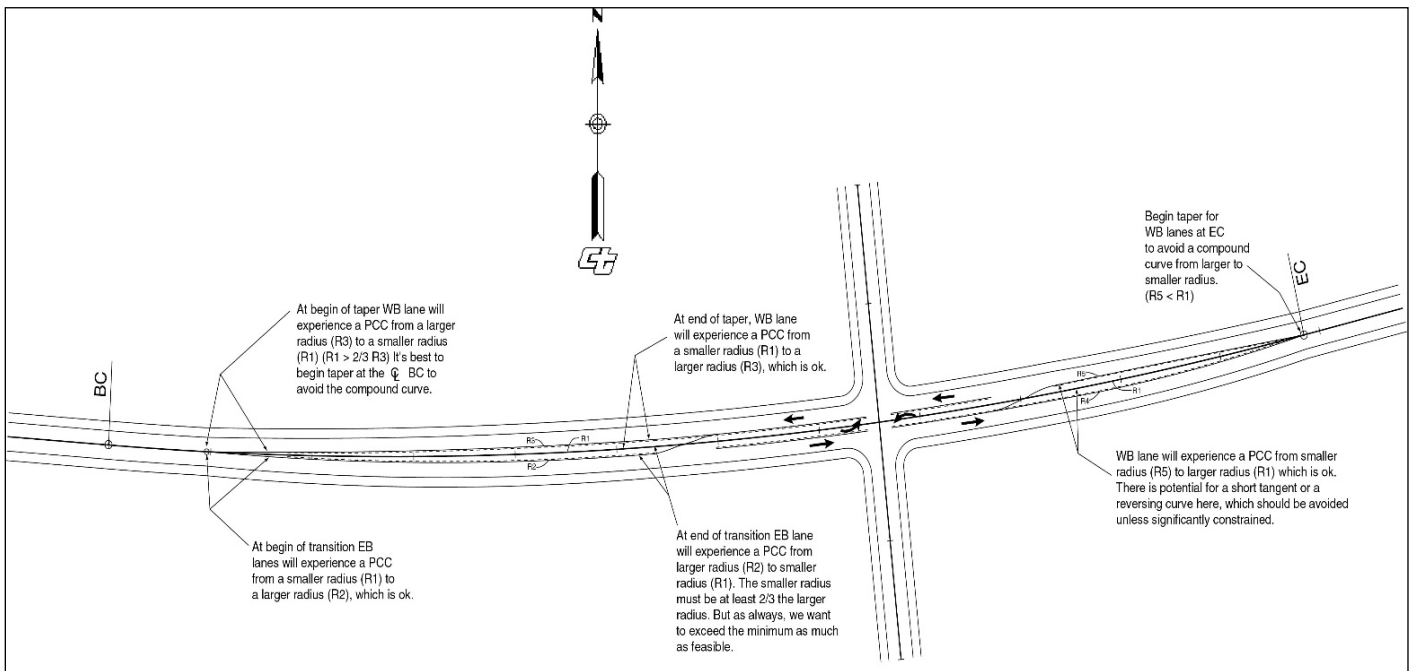 N
Ct
BC
At begin of taper WB lane will
experience a PCC from a larger
radius (R3) to a smaller radius
(R1) (R1 > 2/3 R3) It's best to
begin taper at the ℄ BC to
avoid the compound curve.
At begin of transition EB
lanes will experience a PCC
from a smaller radius (R1) to
a larger radius (R2), which is ok.
R3
R1
R2
At end of taper, WB lane
will experience a PCC from
a smaller radius (R1) to a
larger radius (R3), which is ok.
At end of transition EB lane
will experience a PCC from
larger radius (R2) to smaller
radius (R1). The smaller radius
must be at least 2/3 the larger
radius. But as always, we want
to exceed the minimum as much
as feasible.
Begin taper for
WB lanes at EC
to avoid a compound
curve from larger to
smaller radius.
(R5 < R1)
EC
R5
R1
R4
WB lane will experience a PCC from smaller
radius (R5) to larger radius (R1) which is ok.
There is potential for a short tangent or a
reversing curve here, which should be avoided
unless significantly constrained.